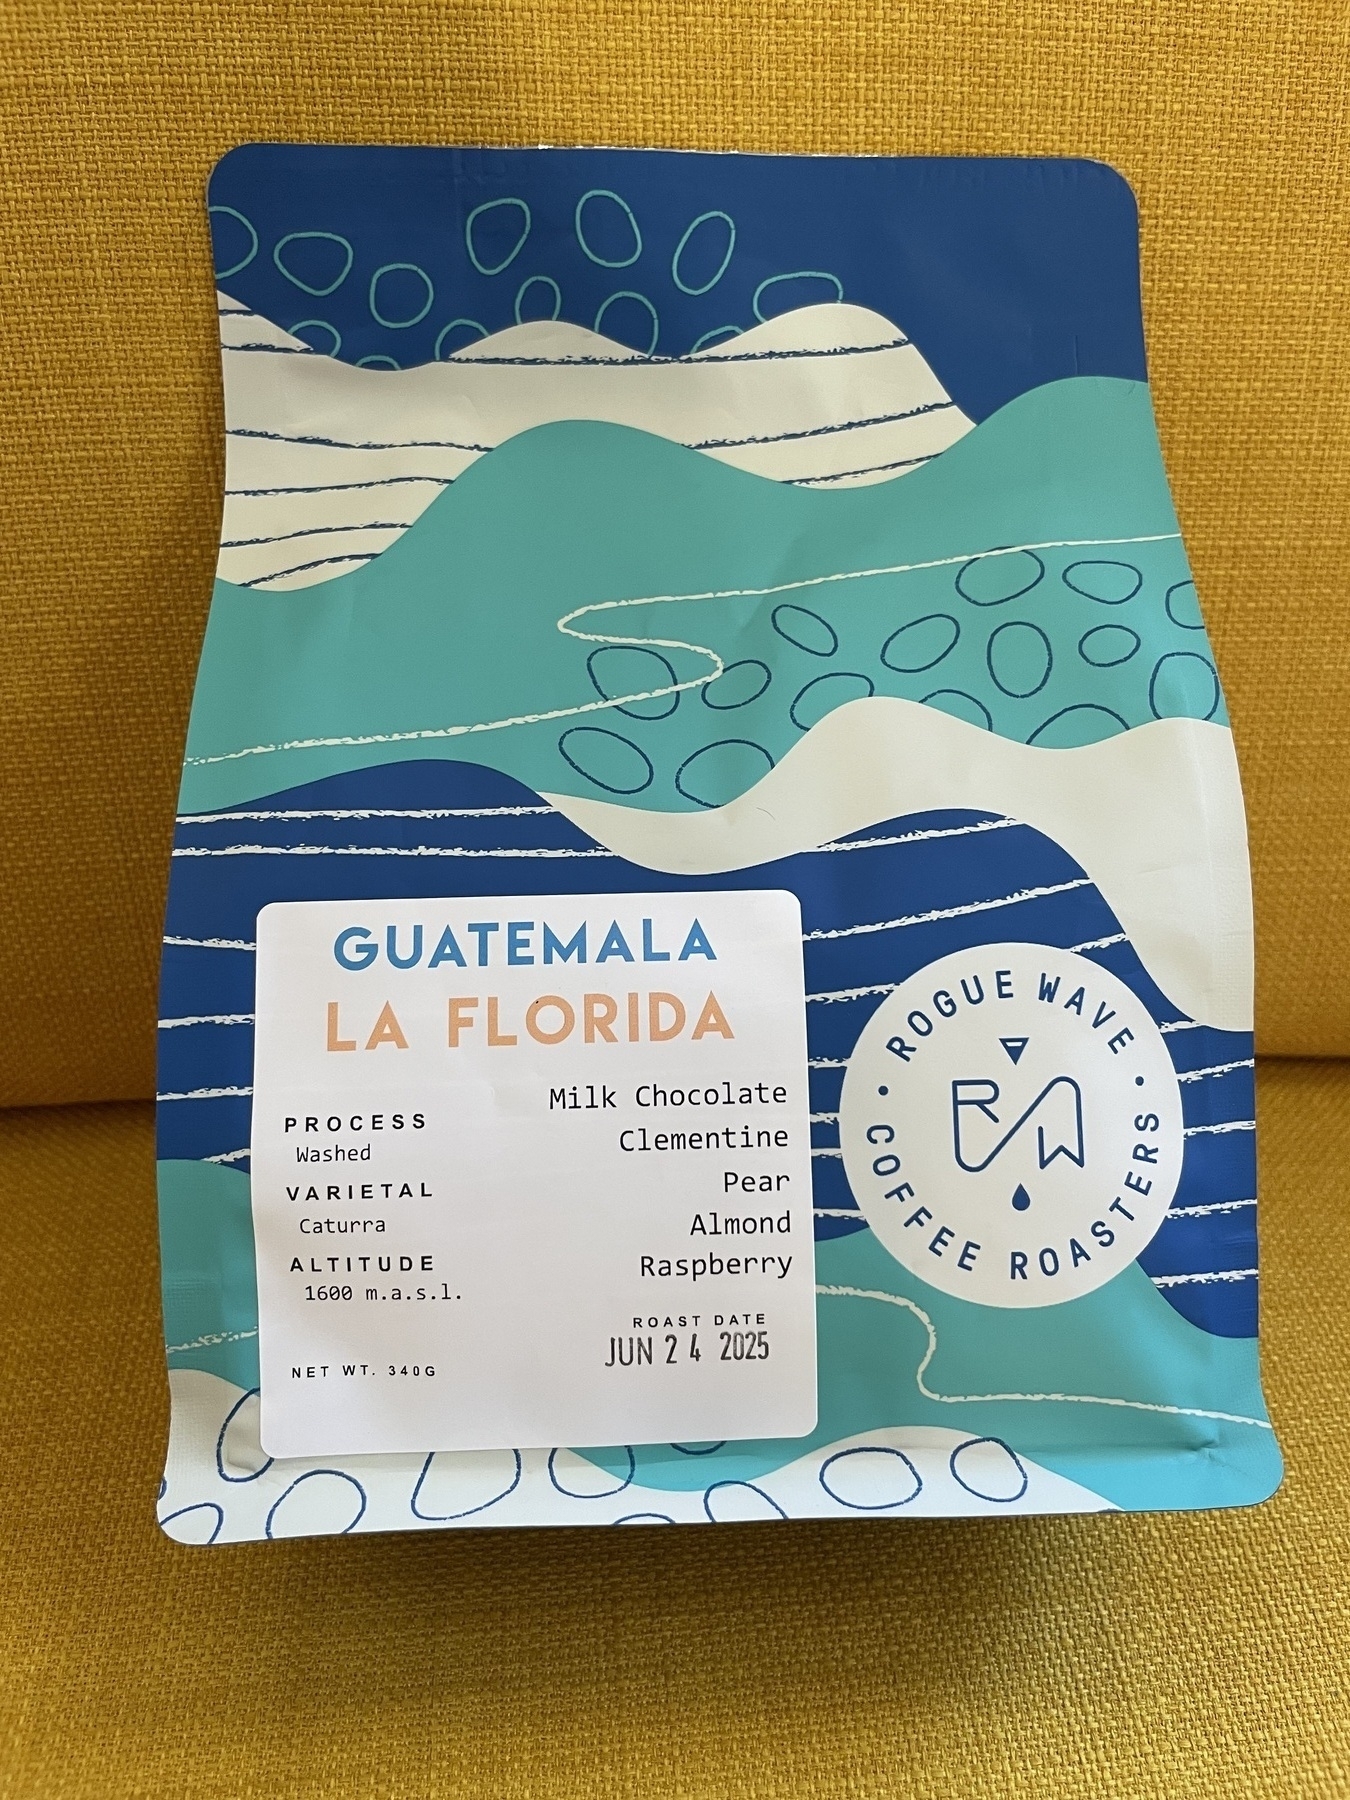 GUATEMALA
LA FLORIDA
PROCESS
Washed
VARIETAL
Caturra
ALTITUDE
1600 m.a.s.l.
NET WT. 340G
Milk Chocolate
Clementine
Pear
Almond
Raspberry
ROAST DATE
JUN 24 2025
ROGUE WAVE
RW
COFFEE ROASTERS